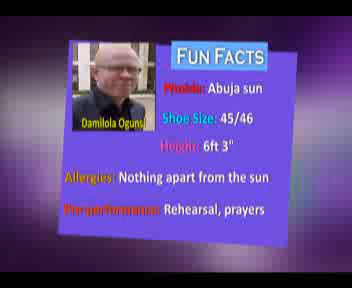 FUN FACTS
Phobia: Abuja sun
Damilola Oguns
Shoe Size: 45/46
Height: 6ft 3"
Allergies: Nothing apart from the sun
Pre-performance: Rehearsal, prayers